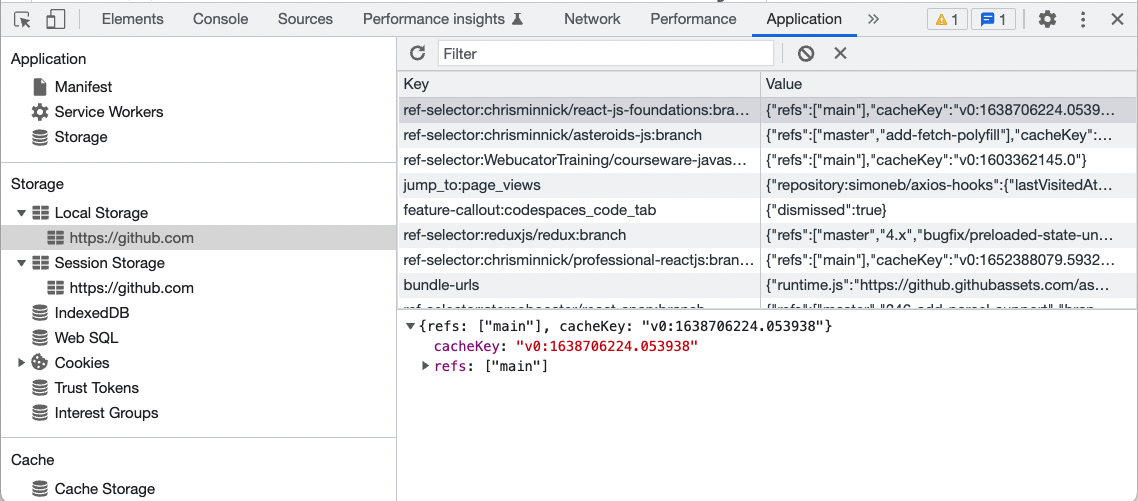 Elements Console Sources Performance insights Network Performance Application 1 1
Application
Manifest
Service Workers
Storage
Storage
Local Storage
https://github.com
Session Storage
https://github.com
IndexedDB
Web SQL
Cookies
Trust Tokens
Interest Groups
Cache
Cache Storage
Filter
Key Value
ref-selector:chrisminnick/react-js-foundations:bra… {"refs":["main"],"cacheKey":"v0:1638706224.0539…
ref-selector:chrisminnick/asteroids-js:branch {"refs":["master","add-fetch-polyfill"],"cacheKey":…
ref-selector:WebucatorTraining/courseware-javas… {"refs":["main"],"cacheKey":"v0:1603362145.0"}
jump_to:page_views {"repository:simoneb/axios-hooks":{"lastVisitedAt…
feature-callout:codespaces_code_tab {"dismissed":true}
ref-selector:reduxjs/redux:branch {"refs":["master","4.x","bugfix/preloaded-state-un…
ref-selector:chrisminnick/professional-reactjs:bran… {"refs":["main"],"cacheKey":"v0:1652388079.5932…
bundle-urls {"runtime.js":"https://github.githubassets.com/as…
{refs: ["main"], cacheKey: "v0:1638706224.053938"}
cacheKey: "v0:1638706224.053938"
refs: ["main"]